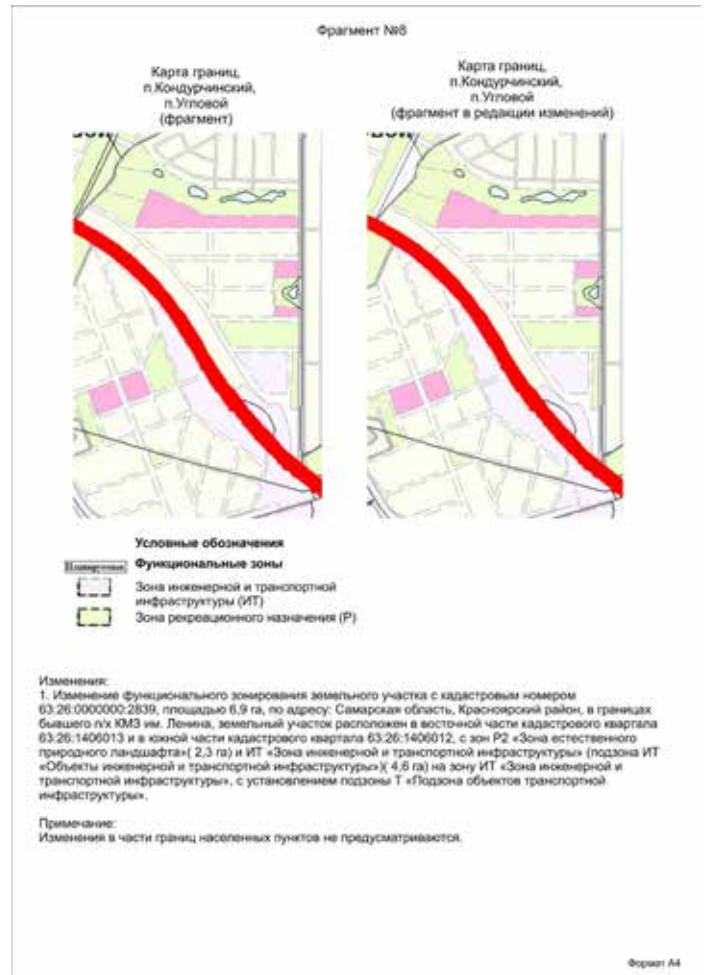 Фрагмент №8
Карта границ,
п.Кондурчинский,
п.Угловой
(фрагмент)
Карта границ,
п.Кондурчинский,
п.Угловой
(фрагмент в редакции изменений)
Условные обозначения
Планируемые Функциональные зоны
Зона инженерной и транспортной
инфраструктуры (ИТ)
Зона рекреационного назначения (Р)
Изменения:
1. Изменение функционального зонирования земельного участка с кадастровым номером
63:26:0000000:2839, площадью 6,9 га, по адресу: Самарская область, Красноярский район, в границах
бывшего п/х КМЗ им. Ленина, земельный участок расположен в восточной части кадастрового квартала
63:26:1406013 и в южной части кадастрового квартала 63:26:1406012, с зон Р2 «Зона естественного
природного ландшафта»( 2,3 га) и ИТ «Зона инженерной и транспортной инфраструктуры» (подзона ИТ
«Объекты инженерной и транспортной инфраструктуры»)( 4,6 га) на зону ИТ «Зона инженерной и
транспортной инфраструктуры», с установлением подзоны Т «Подзона объектов транспортной
инфраструктуры».
Примечание:
Изменения в части границ населенных пунктов не предусматриваются.
Формат А4